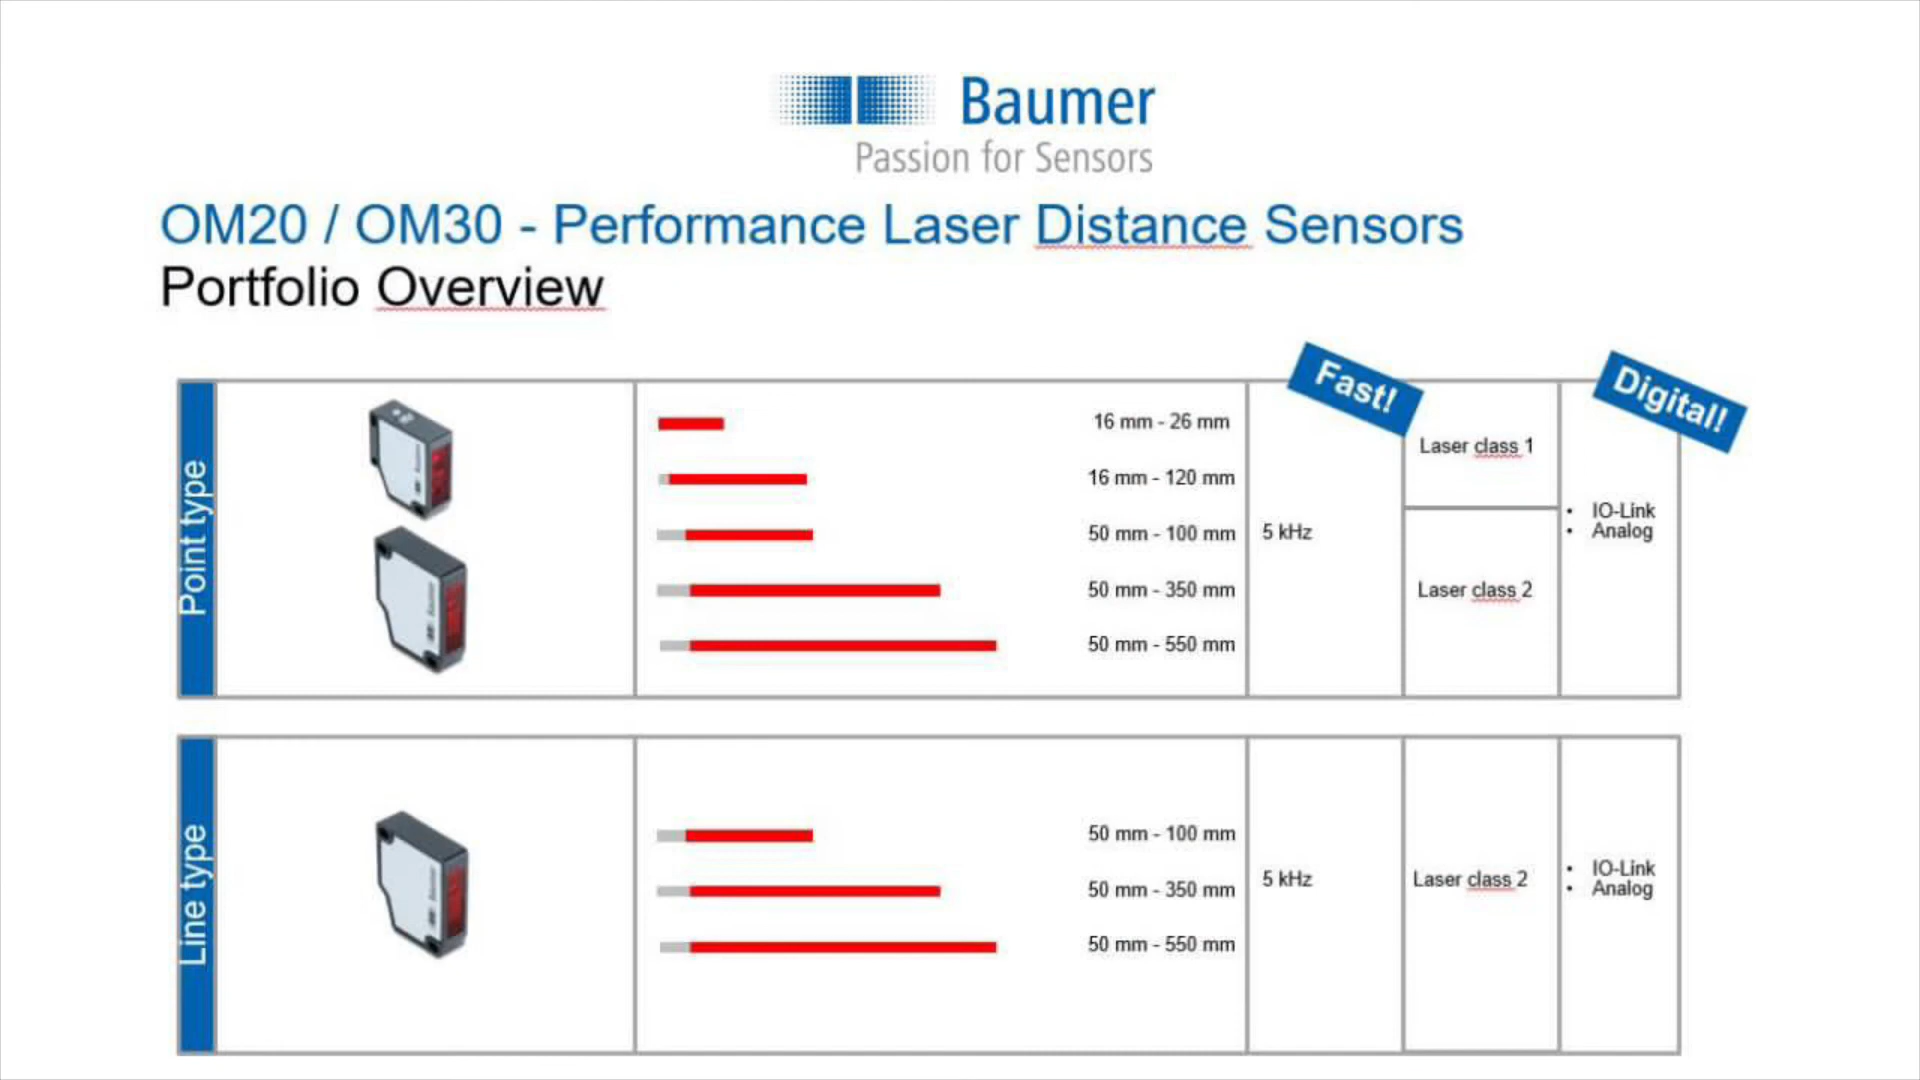 Baumer
Passion for Sensors
OM20 / OM30 - Performance Laser Distance Sensors
Portfolio Overview
Fast!
Digital!
Point type
Baumer
Baumer
16 mm - 26 mm
16 mm - 120 mm
50 mm - 100 mm
50 mm - 350 mm
50 mm - 550 mm
5 kHz
Laser class 1
Laser class 2
• IO-Link
• Analog
Line type
Baumer
50 mm - 100 mm
50 mm - 350 mm
50 mm - 550 mm
5 kHz
Laser class 2
• IO-Link
• Analog